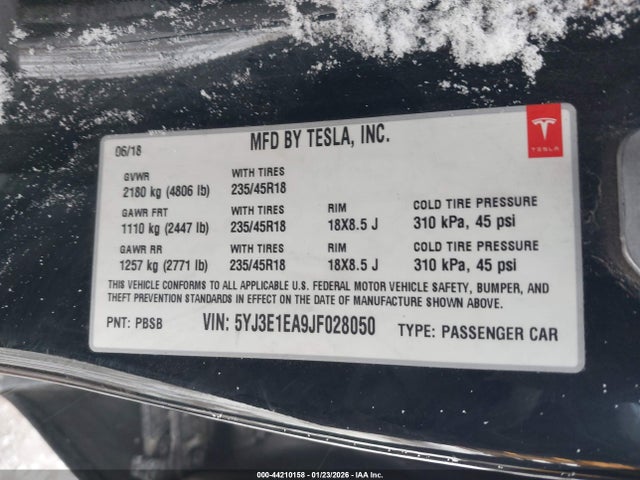 MFD BY TESLA, INC.
TESLA
06/18
GVWR WITH TIRES
2180 kg (4806 lb) 235/45R18
GAWR FRT WITH TIRES RIM COLD TIRE PRESSURE
1110 kg (2447 lb) 235/45R18 18X8.5 J 310 kPa, 45 psi
GAWR RR WITH TIRES RIM COLD TIRE PRESSURE
1257 kg (2771 lb) 235/45R18 18X8.5 J 310 kPa, 45 psi
THIS VEHICLE CONFORMS TO ALL APPLICABLE U.S. FEDERAL MOTOR VEHICLE SAFETY, BUMPER, AND
THEFT PREVENTION STANDARDS IN EFFECT ON THE DATE OF MANUFACTURE SHOWN ABOVE.
PNT: PBSB VIN: 5YJ3E1EA9JF028050 TYPE: PASSENGER CAR
000-44210158 - 01/23/2026 - IAA Inc.